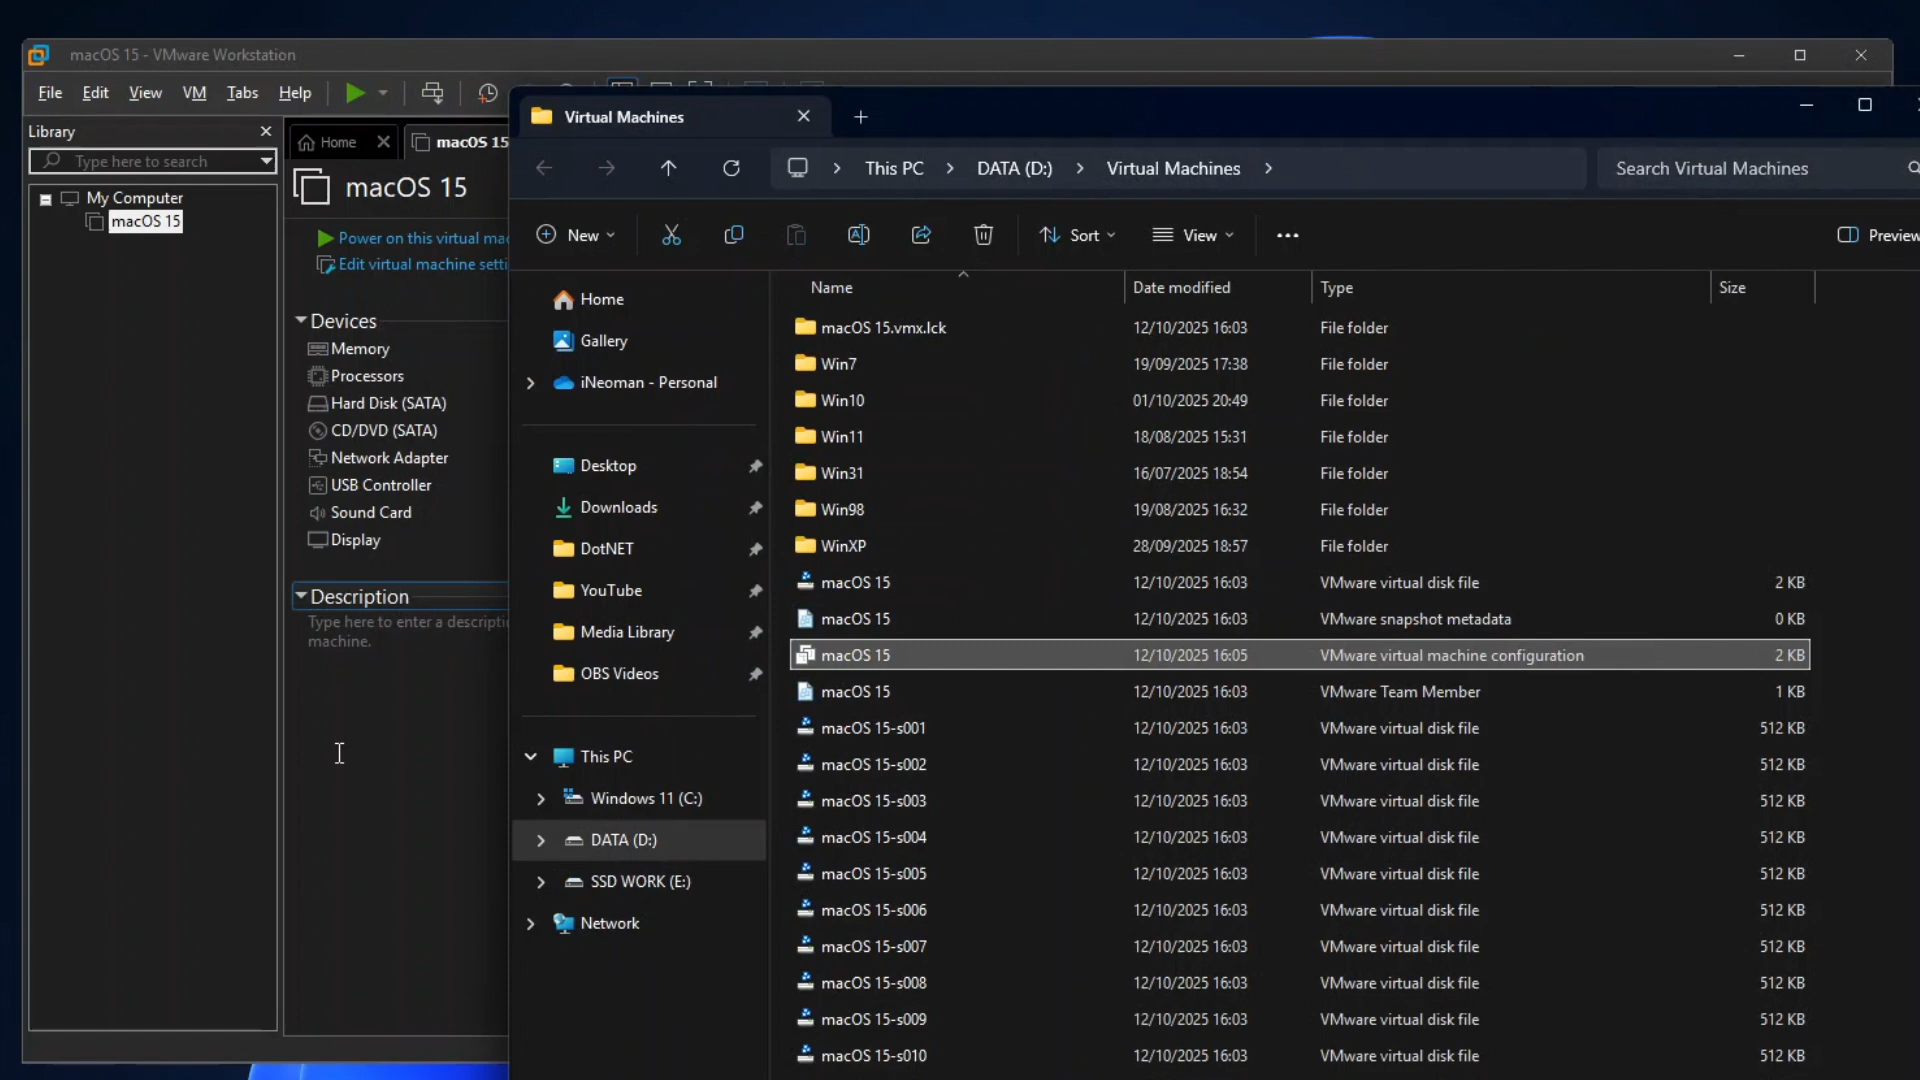 macOS 15 - VMware Workstation
File Edit View VM Tabs Help
Library
Type here to search
My Computer
macOS 15
Home
macOS 15
macOS 15
Power on this virtual mac
Edit virtual machine setti
Devices
Memory
Processors
Hard Disk (SATA)
CD/DVD (SATA)
Network Adapter
USB Controller
Sound Card
Display
Description
Type here to enter a descripti
machine.
Virtual Machines
This PC > DATA (D:) > Virtual Machines >
Search Virtual Machines
New
Sort
View
Preview
Home
Gallery
iNeoman - Personal
Desktop
Downloads
DotNET
YouTube
Media Library
OBS Videos
This PC
Windows 11 (C:)
DATA (D:)
SSD WORK (E:)
Network
Name Date modified Type Size
macOS 15.vmx.lck 12/10/2025 16:03 File folder
Win7 19/09/2025 17:38 File folder
Win10 01/10/2025 20:49 File folder
Win11 18/08/2025 15:31 File folder
Win31 16/07/2025 18:54 File folder
Win98 19/08/2025 16:32 File folder
WinXP 28/09/2025 18:57 File folder
macOS 15 12/10/2025 16:03 VMware virtual disk file 2 KB
macOS 15 12/10/2025 16:03 VMware snapshot metadata 0 KB
macOS 15 12/10/2025 16:05 VMware virtual machine configuration 2 KB
macOS 15 12/10/2025 16:03 VMware Team Member 1 KB
macOS 15-s001 12/10/2025 16:03 VMware virtual disk file 512 KB
macOS 15-s002 12/10/2025 16:03 VMware virtual disk file 512 KB
macOS 15-s003 12/10/2025 16:03 VMware virtual disk file 512 KB
macOS 15-s004 12/10/2025 16:03 VMware virtual disk file 512 KB
macOS 15-s005 12/10/2025 16:03 VMware virtual disk file 512 KB
macOS 15-s006 12/10/2025 16:03 VMware virtual disk file 512 KB
macOS 15-s007 12/10/2025 16:03 VMware virtual disk file 512 KB
macOS 15-s008 12/10/2025 16:03 VMware virtual disk file 512 KB
macOS 15-s009 12/10/2025 16:03 VMware virtual disk file 512 KB
macOS 15-s010 12/10/2025 16:03 VMware virtual disk file 512 KB